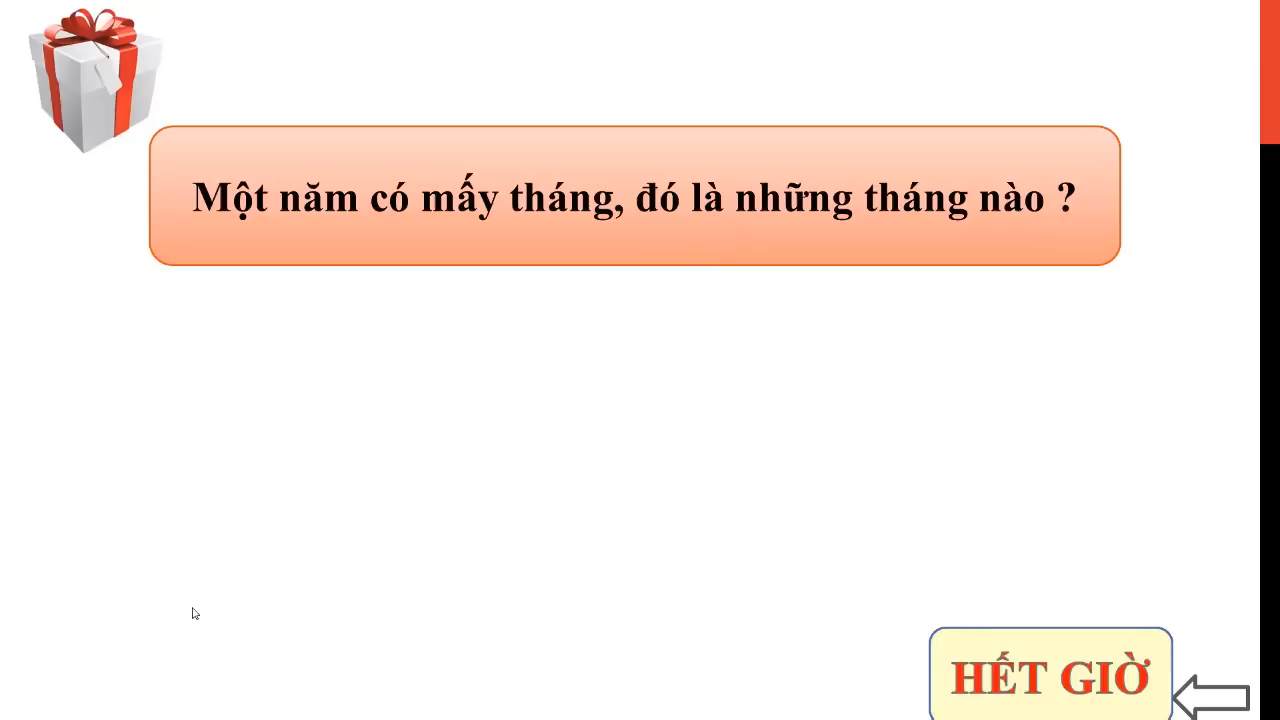 Một năm có mấy tháng, đó là những tháng nào ?
HẾT GIỜ